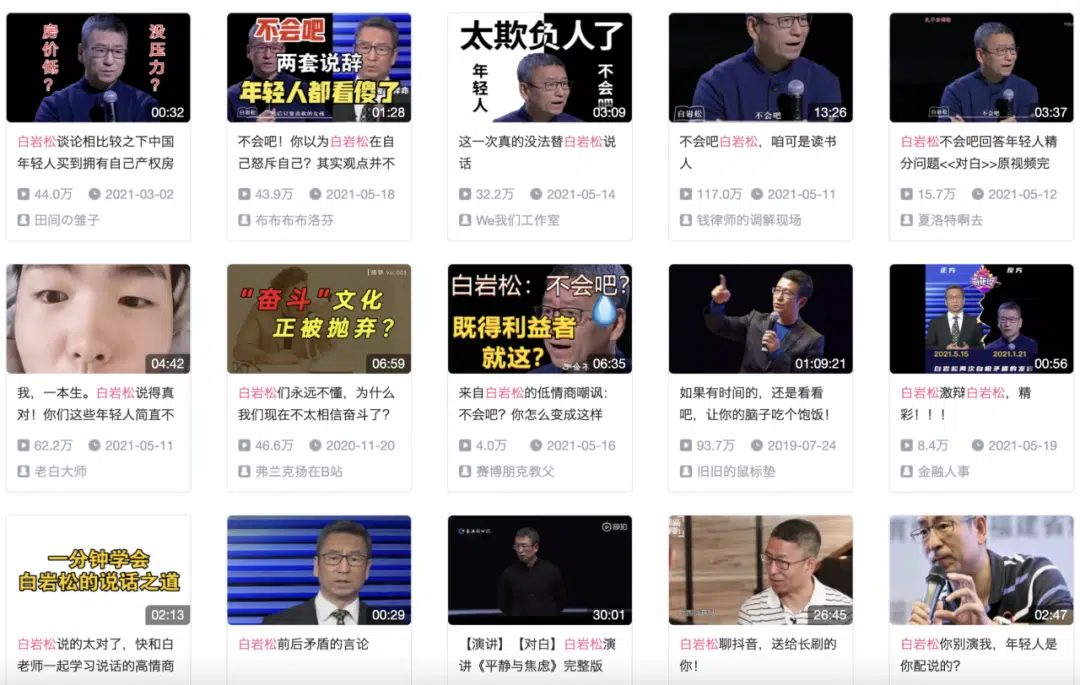 房价低？
没压力？
00:32
不会吧
两套说辞
年轻人都看傻了
01:28
太欺负人了
年轻人
不会吧
03:09
白岩松
不会吧
13:26
白岩松
不会吧
03:37
白岩松谈论相比较之下中国
年轻人买到拥有自己产权房
不会吧！你以为白岩松在自
己怒斥自己？其实观点并不
这一次真的没法替白岩松说
话
不会吧白岩松，咱可是读书
人
白岩松不会吧回答年轻人精
分问题<<对白>>原视频完
44.0万 2021-03-02
43.9万 2021-05-18
32.2万 2021-05-14
117.0万 2021-05-11
15.7万 2021-05-12
田间の雏子
布布布布洛芬
We我们工作室
钱律师的调解现场
夏洛特啊去
04:42
“奋斗”文化
正被抛弃？
06:59
白岩松：不会吧？
既得利益者
就这？
06:35
01:09:21
正方
反方
2021.5.15
2021.1.21
00:56
我，一本生。白岩松说得真
对！你们这些年轻人简直不
白岩松们永远不懂，为什么
我们现在不太相信奋斗了？
来自白岩松的低情商嘲讽：
不会吧？你怎么变成这样
如果有时间的，还是看看
吧，让你的脑子吃个饱饭！
白岩松激辩白岩松，精
彩！！！
62.2万 2021-05-11
46.6万 2020-11-20
4.0万 2021-05-16
93.7万 2019-07-24
8.4万 2021-05-19
老白大师
弗兰克扬在B站
赛博朋克教父
旧旧的鼠标垫
金融人事
一分钟学会
白岩松的说话之道
02:13
00:29
30:01
26:45
02:47
白岩松说的太对了，快和白
老师一起学习说话的高情商
白岩松前后矛盾的言论
【演讲】【对白】白岩松演
讲《平静与焦虑》完整版
白岩松聊抖音，送给长刷的
你！
白岩松你别演我，年轻人是
你配说的？